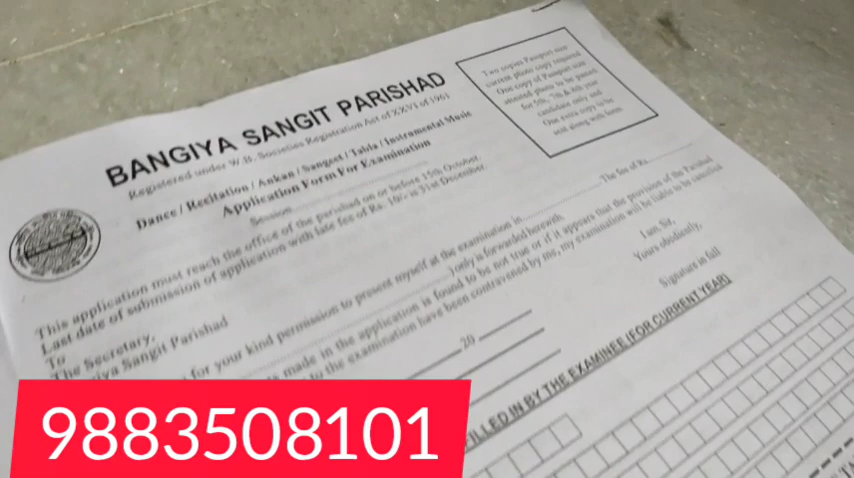 BANGIYA SANGIT PARISHAD
Registered under W.B. Societies Registration Act of XXVI of 1961
Dance / Recitation / Ankan / Sangeet / Tabla / Instrumental Music
Application Form For Examination
Session
Two copies Passport size
current photo copy required
One copy of Passport size
attested photo to be pasted
for 5th, 7th & 6th year
candidate only and
One extra copy to be
sent along with form
This application must reach the office of the parishad on or before 15th October.
Last date of submission of application with late fee of Rs. 10/- is 31st December.
To
The Secretary,
Bangiya Sangit Parishad
for your kind permission to present myself at the examination in The fee of Rs.
) only is forwarded herewith.
made in the application is found to be not true or if it appears that the provision of the Parishad
to the examination have been contravened by me, my examination will be liable to be cancelled
I am Sir,
Yours obediently,
Signature in full
20
FILLED IN BY THE EXAMINEE (FOR CURRENT YEAR)
9883508101